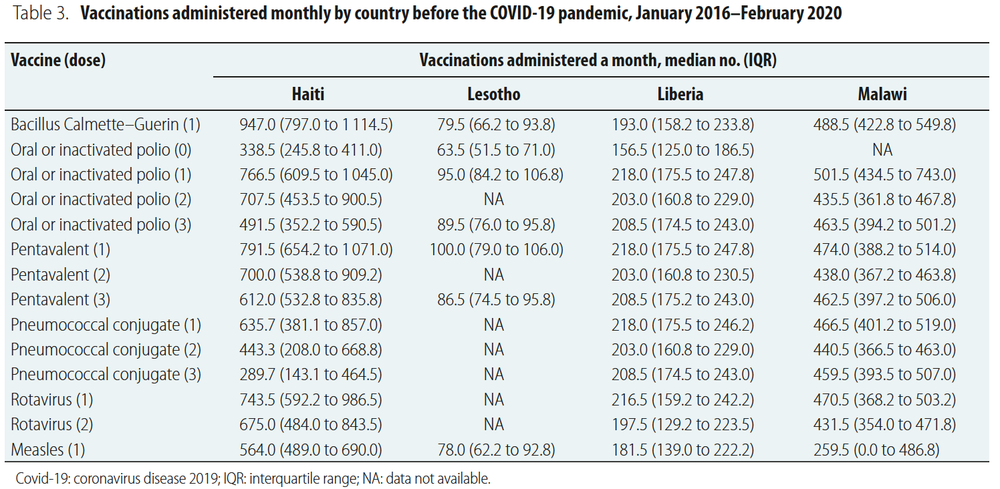 Table 3. Vaccinations administered monthly by country before the COVID-19 pandemic, January 2016–February 2020
Vaccine (dose) Vaccinations administered a month, median no. (IQR)
Haiti Lesotho Liberia Malawi
Bacillus Calmette–Guerin (1) 947.0 (797.0 to 1 114.5) 79.5 (66.2 to 93.8) 193.0 (158.2 to 233.8) 488.5 (422.8 to 549.8)
Oral or inactivated polio (0) 338.5 (245.8 to 411.0) 63.5 (51.5 to 71.0) 156.5 (125.0 to 186.5) NA
Oral or inactivated polio (1) 766.5 (609.5 to 1 045.0) 95.0 (84.2 to 106.8) 218.0 (175.5 to 247.8) 501.5 (434.5 to 743.0)
Oral or inactivated polio (2) 707.5 (453.5 to 900.5) NA 203.0 (160.8 to 229.0) 435.5 (361.8 to 467.8)
Oral or inactivated polio (3) 491.5 (352.2 to 590.5) 89.5 (76.0 to 95.8) 208.5 (174.5 to 243.0) 463.5 (394.2 to 501.2)
Pentavalent (1) 791.5 (654.2 to 1 071.0) 100.0 (79.0 to 106.0) 218.0 (175.5 to 247.8) 474.0 (388.2 to 514.0)
Pentavalent (2) 700.0 (538.8 to 909.2) NA 203.0 (160.8 to 230.5) 438.0 (367.2 to 463.8)
Pentavalent (3) 612.0 (532.8 to 835.8) 86.5 (74.5 to 95.8) 208.5 (175.2 to 243.0) 462.5 (397.2 to 506.0)
Pneumococcal conjugate (1) 635.7 (381.1 to 857.0) NA 218.0 (175.5 to 246.2) 466.5 (401.2 to 519.0)
Pneumococcal conjugate (2) 443.3 (208.0 to 668.8) NA 203.0 (160.8 to 229.0) 440.5 (366.5 to 463.0)
Pneumococcal conjugate (3) 289.7 (143.1 to 464.5) NA 208.5 (174.5 to 243.0) 459.5 (393.5 to 507.0)
Rotavirus (1) 743.5 (592.2 to 986.5) NA 216.5 (159.2 to 242.2) 470.5 (368.2 to 503.2)
Rotavirus (2) 675.0 (484.0 to 843.5) NA 197.5 (129.2 to 223.5) 431.5 (354.0 to 471.8)
Measles (1) 564.0 (489.0 to 690.0) 78.0 (62.2 to 92.8) 181.5 (139.0 to 222.2) 259.5 (0.0 to 486.8)
Covid-19: coronavirus disease 2019; IQR: interquartile range; NA: data not available.